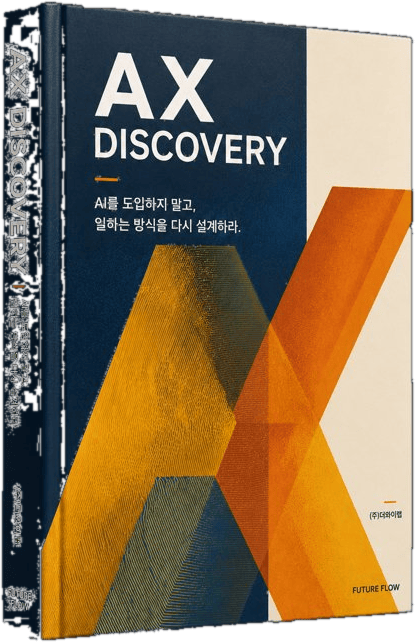 AX
DISCOVERY
AI를 도입하지 말고,
일하는 방식을 다시 설계하라.
(주)더와이랩
FUTURE FLOW
AX DISCOVERY